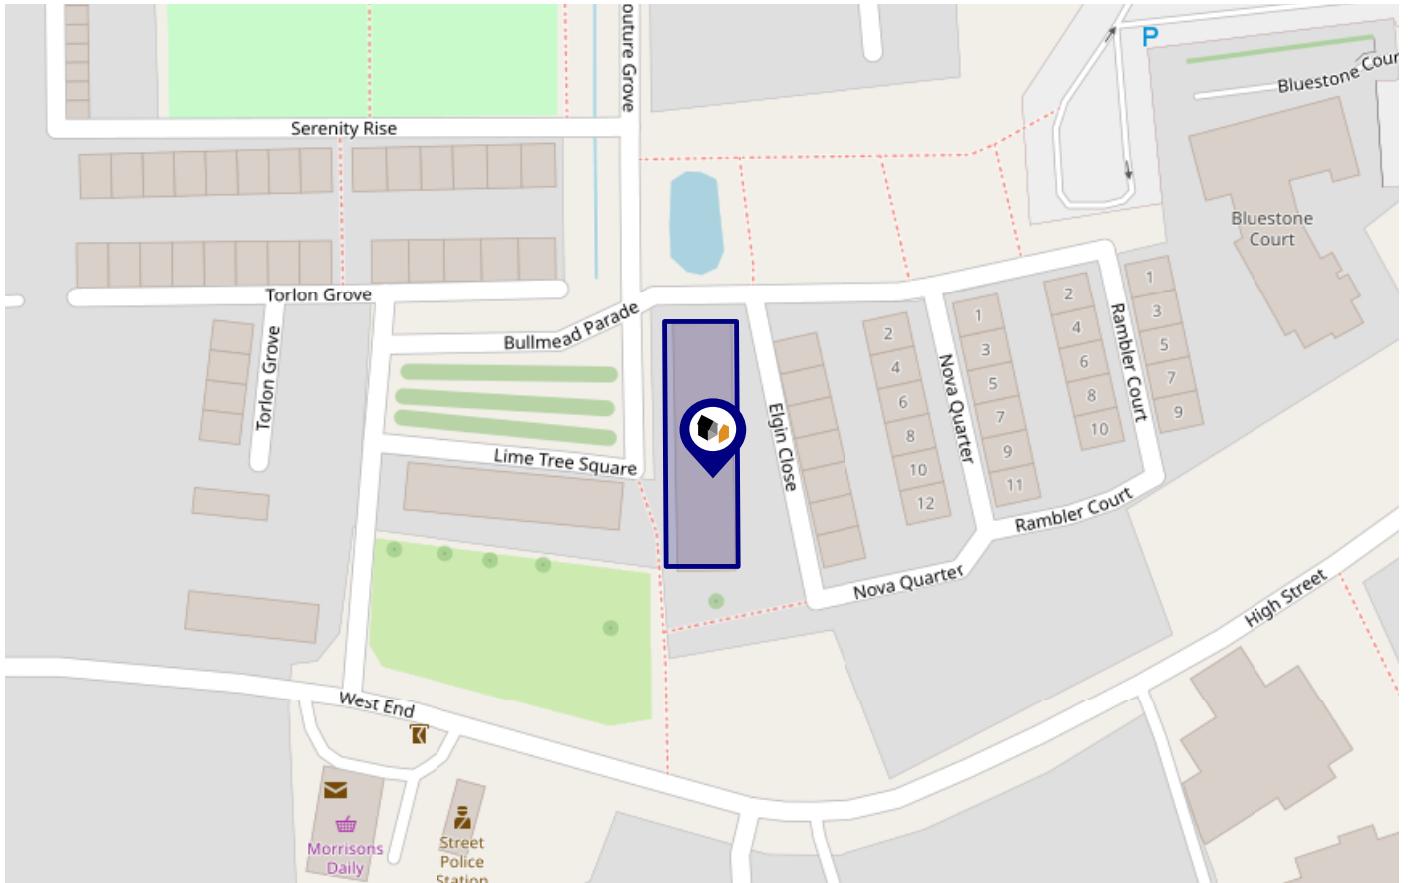 outure Grove
P
Bluestone Cour
Serenity Rise
Bluestone
Court
Torlon Grove
Bullmead Parade
Torlon Grove
Lime Tree Square
Elgin Close
2
4
6
8
10
12
Nova Quarter
1
3
5
7
9
11
2
4
6
8
10
Rambler Court
1
3
5
7
9
Rambler Court
Nova Quarter
High Street
West End
Morrisons
Daily
Street
Police
Station